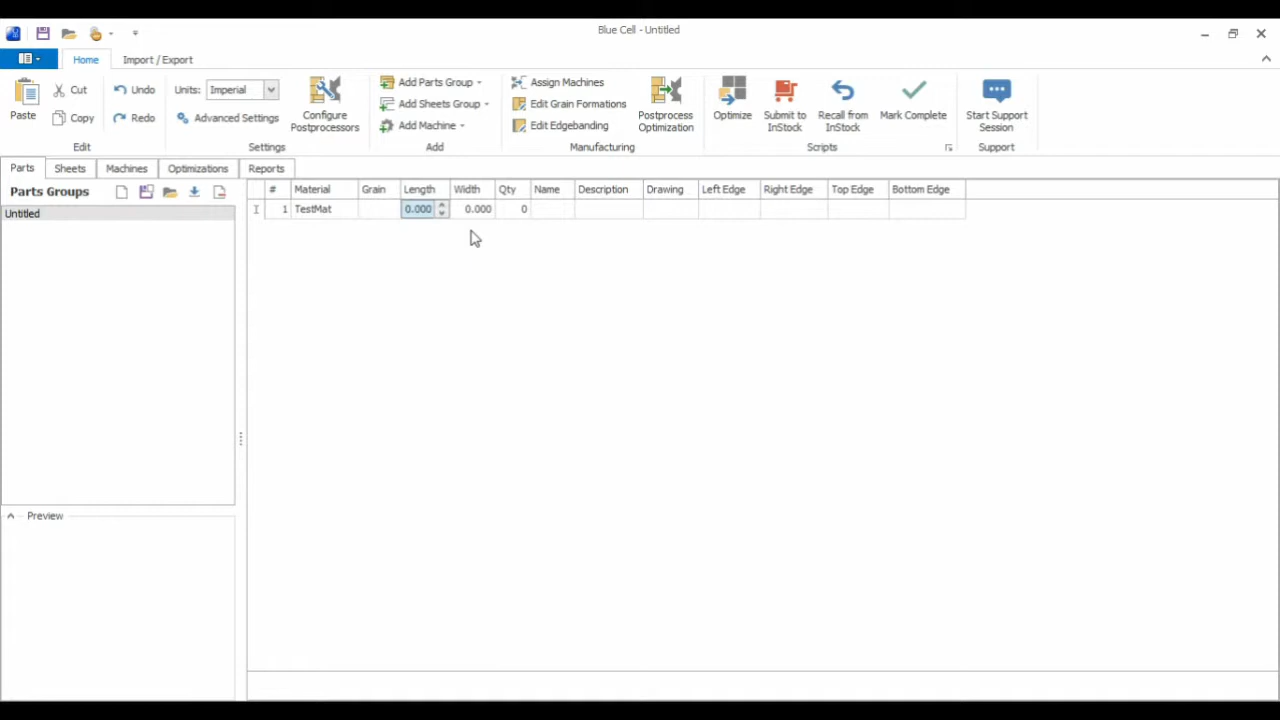 Blue Cell - Untitled
Home Import / Export
Paste Cut Copy Undo Redo Edit
Units: Imperial Advanced Settings Configure Postprocessors Settings
Add Parts Group Add Sheets Group Add Machine Add
Assign Machines Edit Grain Formations Edit Edgebanding Postprocess Optimization Manufacturing
Optimize Submit to InStock Recall from InStock Mark Complete Scripts
Start Support Session Support
Parts Sheets Machines Optimizations Reports
Parts Groups
Untitled
# Material Grain Length Width Qty Name Description Drawing Left Edge Right Edge Top Edge Bottom Edge
1 TestMat 0.000 0.000 0
Preview